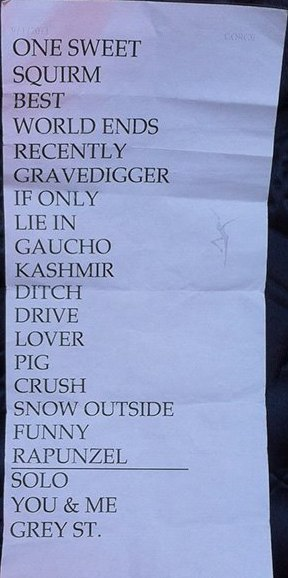 ONE SWEET
SQUIRM
BEST
WORLD ENDS
RECENTLY
GRAVEDIGGER
IF ONLY
LIE IN
GAUCHO
KASHMIR
DITCH
DRIVE
LOVER
PIG
CRUSH
SNOW OUTSIDE
FUNNY
RAPUNZEL
SOLO
YOU & ME
GREY ST.